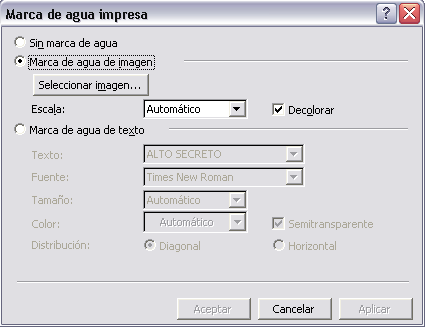 Marca de agua impresa
Sin marca de agua
Marca de agua de imagen
Seleccionar imagen...
Escala: Automático Decolorar
Marca de agua de texto
Texto: ALTO SECRETO
Fuente: Times New Roman
Tamaño: Automático
Color: Automático Semitransparente
Distribución: Diagonal Horizontal
Aceptar Cancelar Aplicar